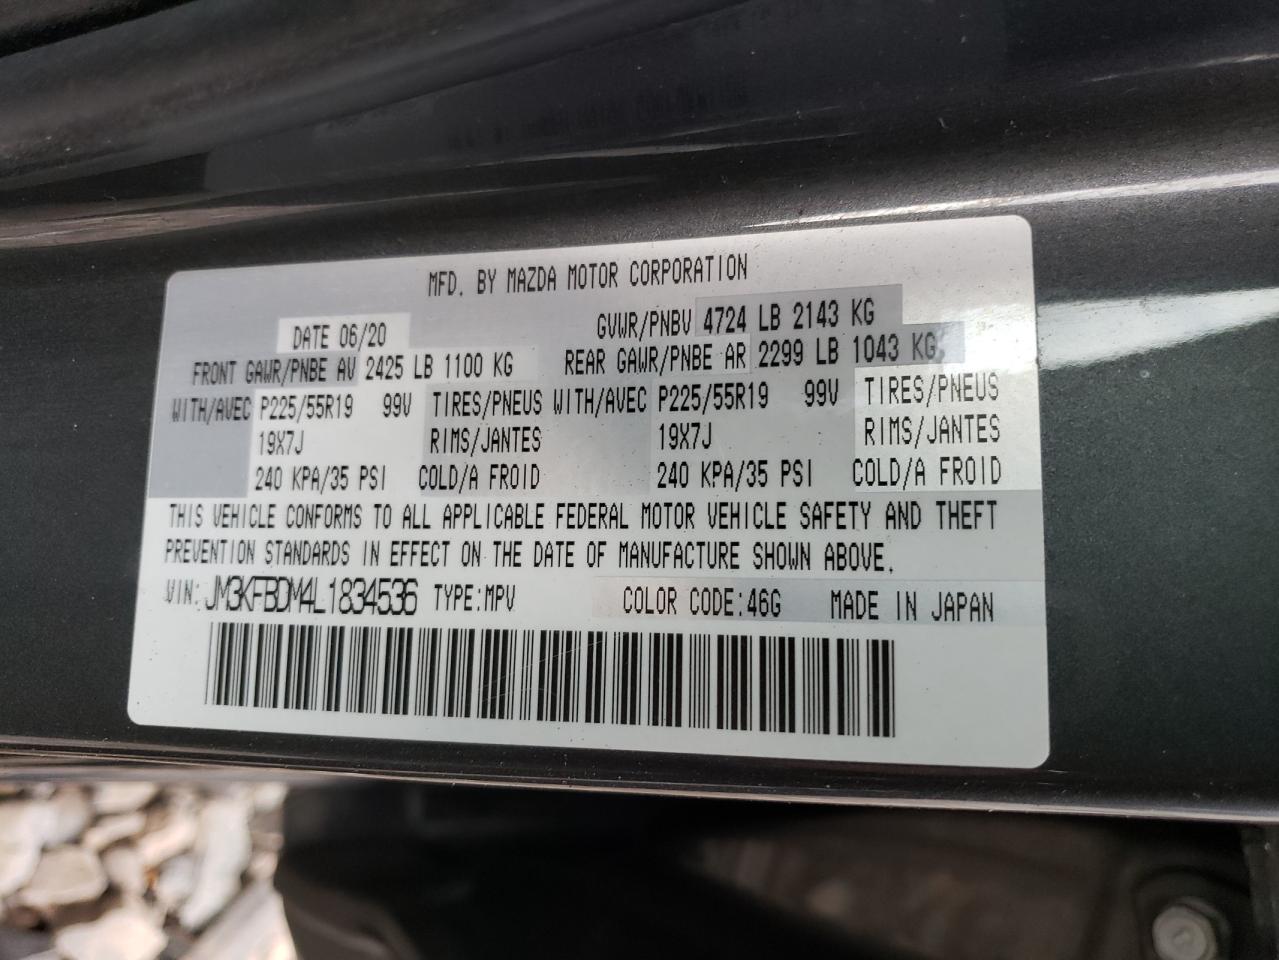 MFD. BY MAZDA MOTOR CORPORATION
DATE 06/20 GVWR/PNBV 4724 LB 2143 KG
FRONT GAWR/PNBE AV 2425 LB 1100 KG REAR GAWR/PNBE AR 2299 LB 1043 KG,
WITH/AVEC P225/55R19 99V TIRES/PNEUS WITH/AVEC P225/55R19 99V TIRES/PNEUS
19X7J RIMS/JANTES 19X7J RIMS/JANTES
240 KPA/35 PSI COLD/A FROID 240 KPA/35 PSI COLD/A FROID
THIS VEHICLE CONFORMS TO ALL APPLICABLE FEDERAL MOTOR VEHICLE SAFETY AND THEFT
PREVENTION STANDARDS IN EFFECT ON THE DATE OF MANUFACTURE SHOWN ABOVE.
VIN: JM3KFBDM4L1834536 TYPE:MPV COLOR CODE:46G MADE IN JAPAN